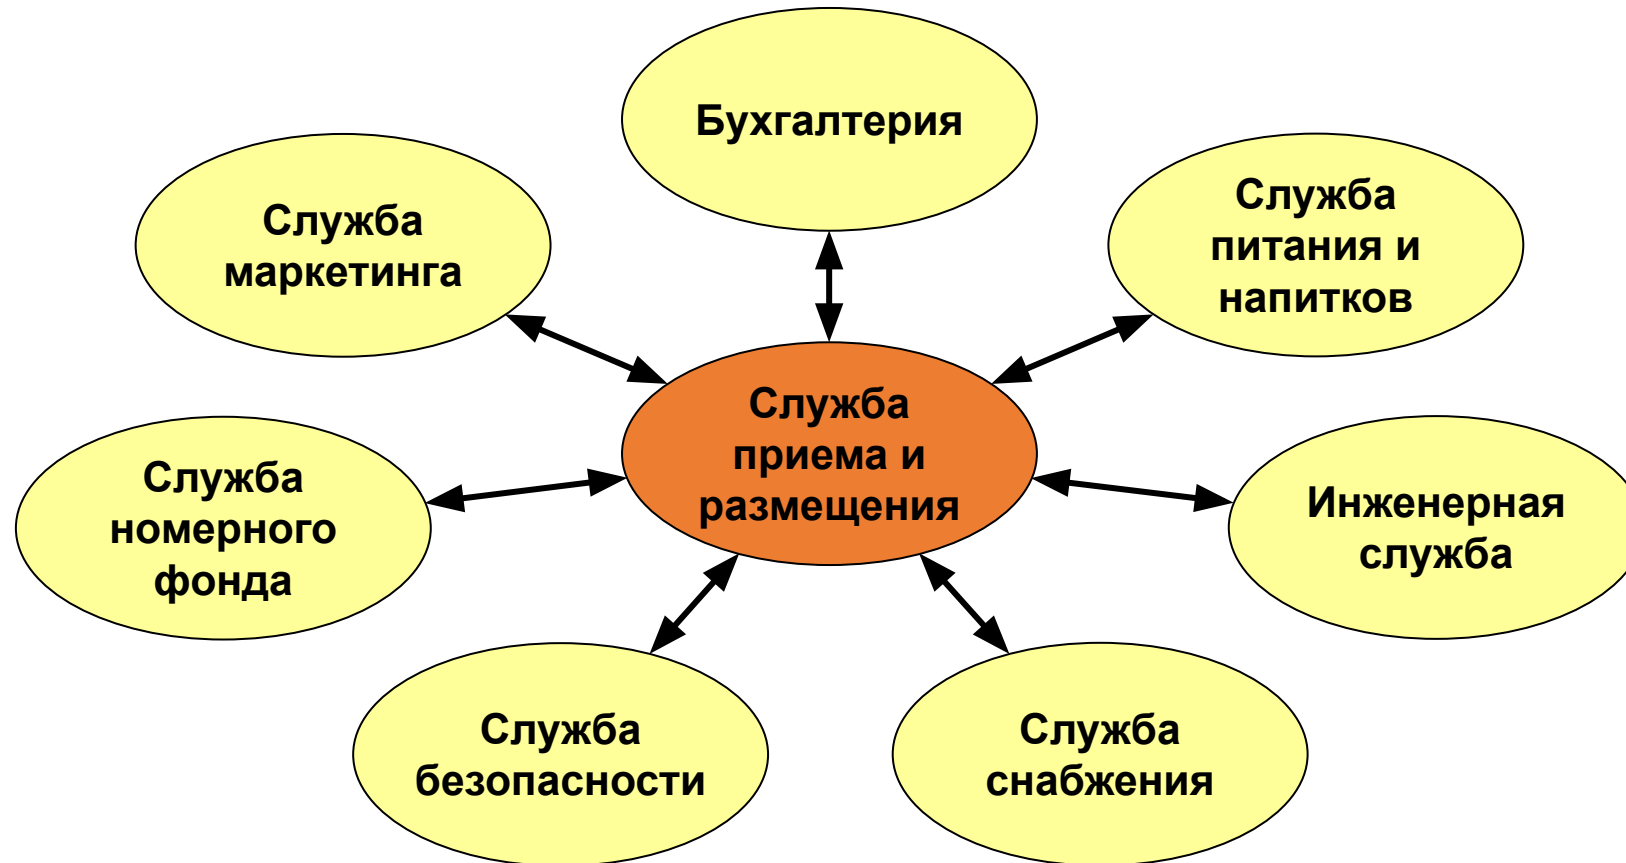 Бухгалтерия
Служба
маркетинга
Служба
питания и
напитков
Служба
приема и
размещения
Служба
номерного
фонда
Инженерная
служба
Служба
безопасности
Служба
снабжения